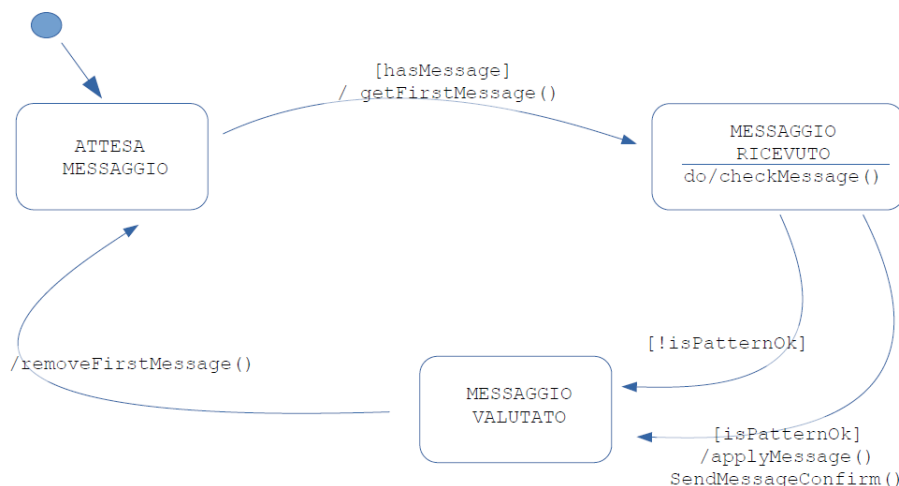 [hasMessage]
/ getFirstMessage()
ATTESA
MESSAGGIO
MESSAGGIO
RICEVUTO
do/checkMessage()
[!isPatternOk]
/removeFirstMessage()
MESSAGGIO
VALUTATO
[isPatternOk]
/applyMessage()
SendMessageConfirm()